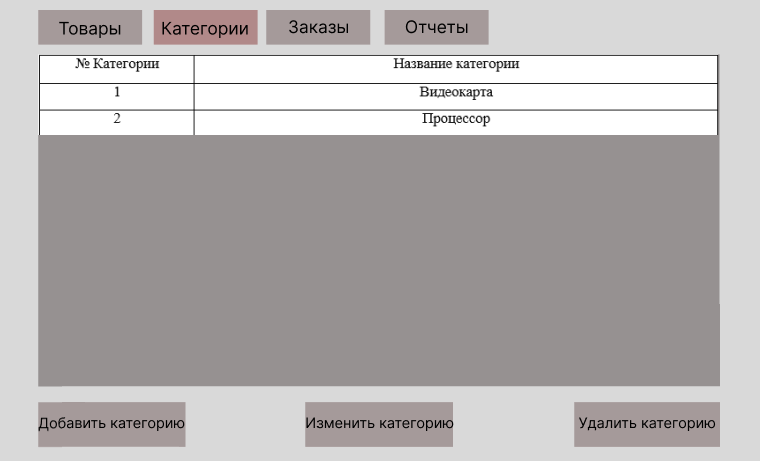 Товары Категории Заказы Отчеты
№ Категории Название категории
1 Видеокарта
2 Процессор
Добавить категорию Изменить категорию Удалить категорию